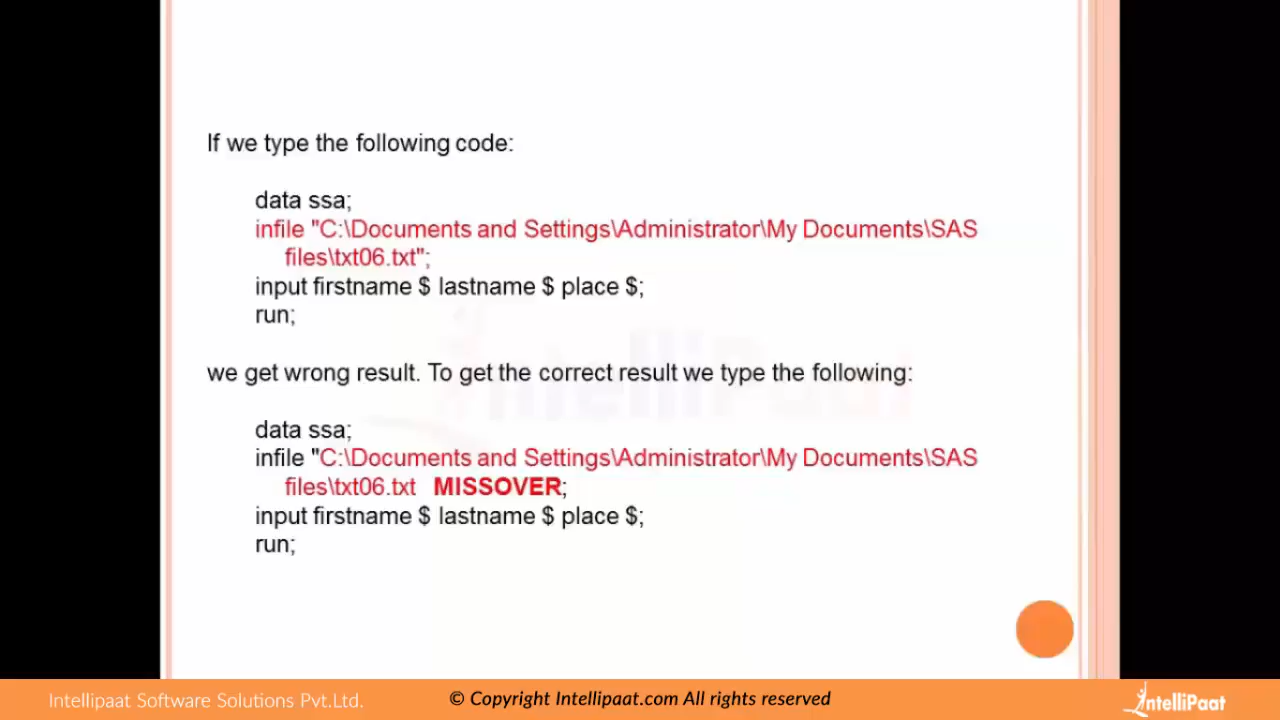 If we type the following code:
data ssa;
infile "C:\Documents and Settings\Administrator\My Documents\SAS
files\txt06.txt";
input firstname $ lastname $ place $;
run;
we get wrong result. To get the correct result we type the following:
data ssa;
infile "C:\Documents and Settings\Administrator\My Documents\SAS
files\txt06.txt MISSOVER;
input firstname $ lastname $ place $;
run;
IntelliPaat
Intellipaat Software Solutions Pvt.Ltd.
© Copyright Intellipaat.com All rights reserved
IntelliPaat